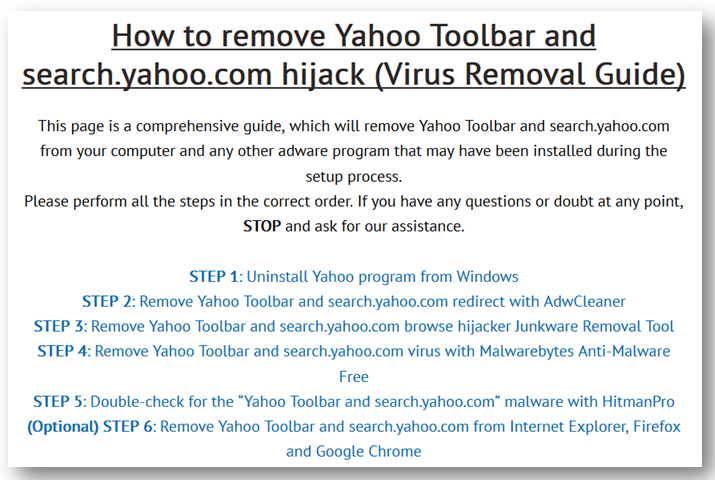 How to remove Yahoo Toolbar and
search.yahoo.com hijack (Virus Removal Guide)
This page is a comprehensive guide, which will remove Yahoo Toolbar and search.yahoo.com
from your computer and any other adware program that may have been installed during the
setup process.
Please perform all the steps in the correct order. If you have any questions or doubt at any point,
STOP and ask for our assistance.
STEP 1: Uninstall Yahoo program from Windows
STEP 2: Remove Yahoo Toolbar and search.yahoo.com redirect with AdwCleaner
STEP 3: Remove Yahoo Toolbar and search.yahoo.com browse hijacker Junkware Removal Tool
STEP 4: Remove Yahoo Toolbar and search.yahoo.com virus with Malwarebytes Anti-Malware
Free
STEP 5: Double-check for the “Yahoo Toolbar and search.yahoo.com” malware with HitmanPro
(Optional) STEP 6: Remove Yahoo Toolbar and search.yahoo.com from Internet Explorer, Firefox
and Google Chrome